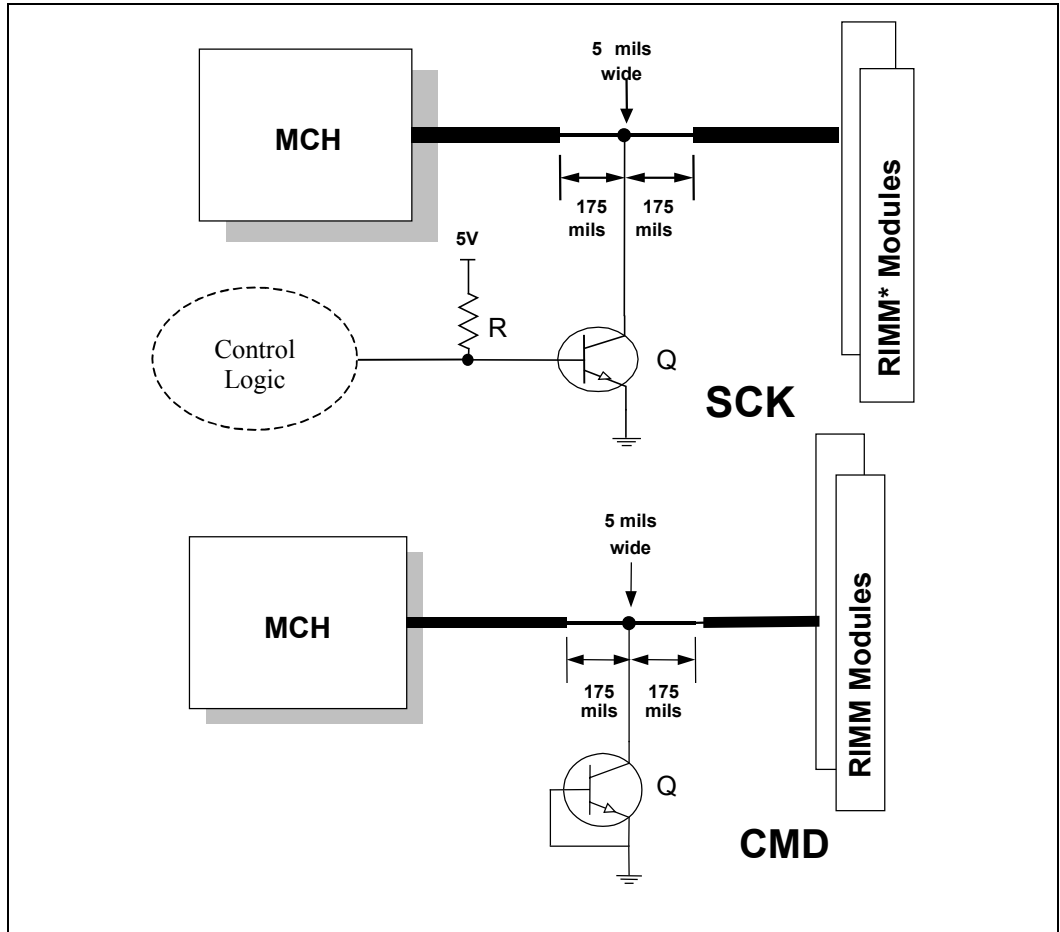 5 mils
wide
MCH
175
mils
175
mils
5V
R
Control
Logic
Q
SCK
RIMM* Modules
5 mils
wide
MCH
175
mils
175
mils
Q
CMD
RIMM Modules